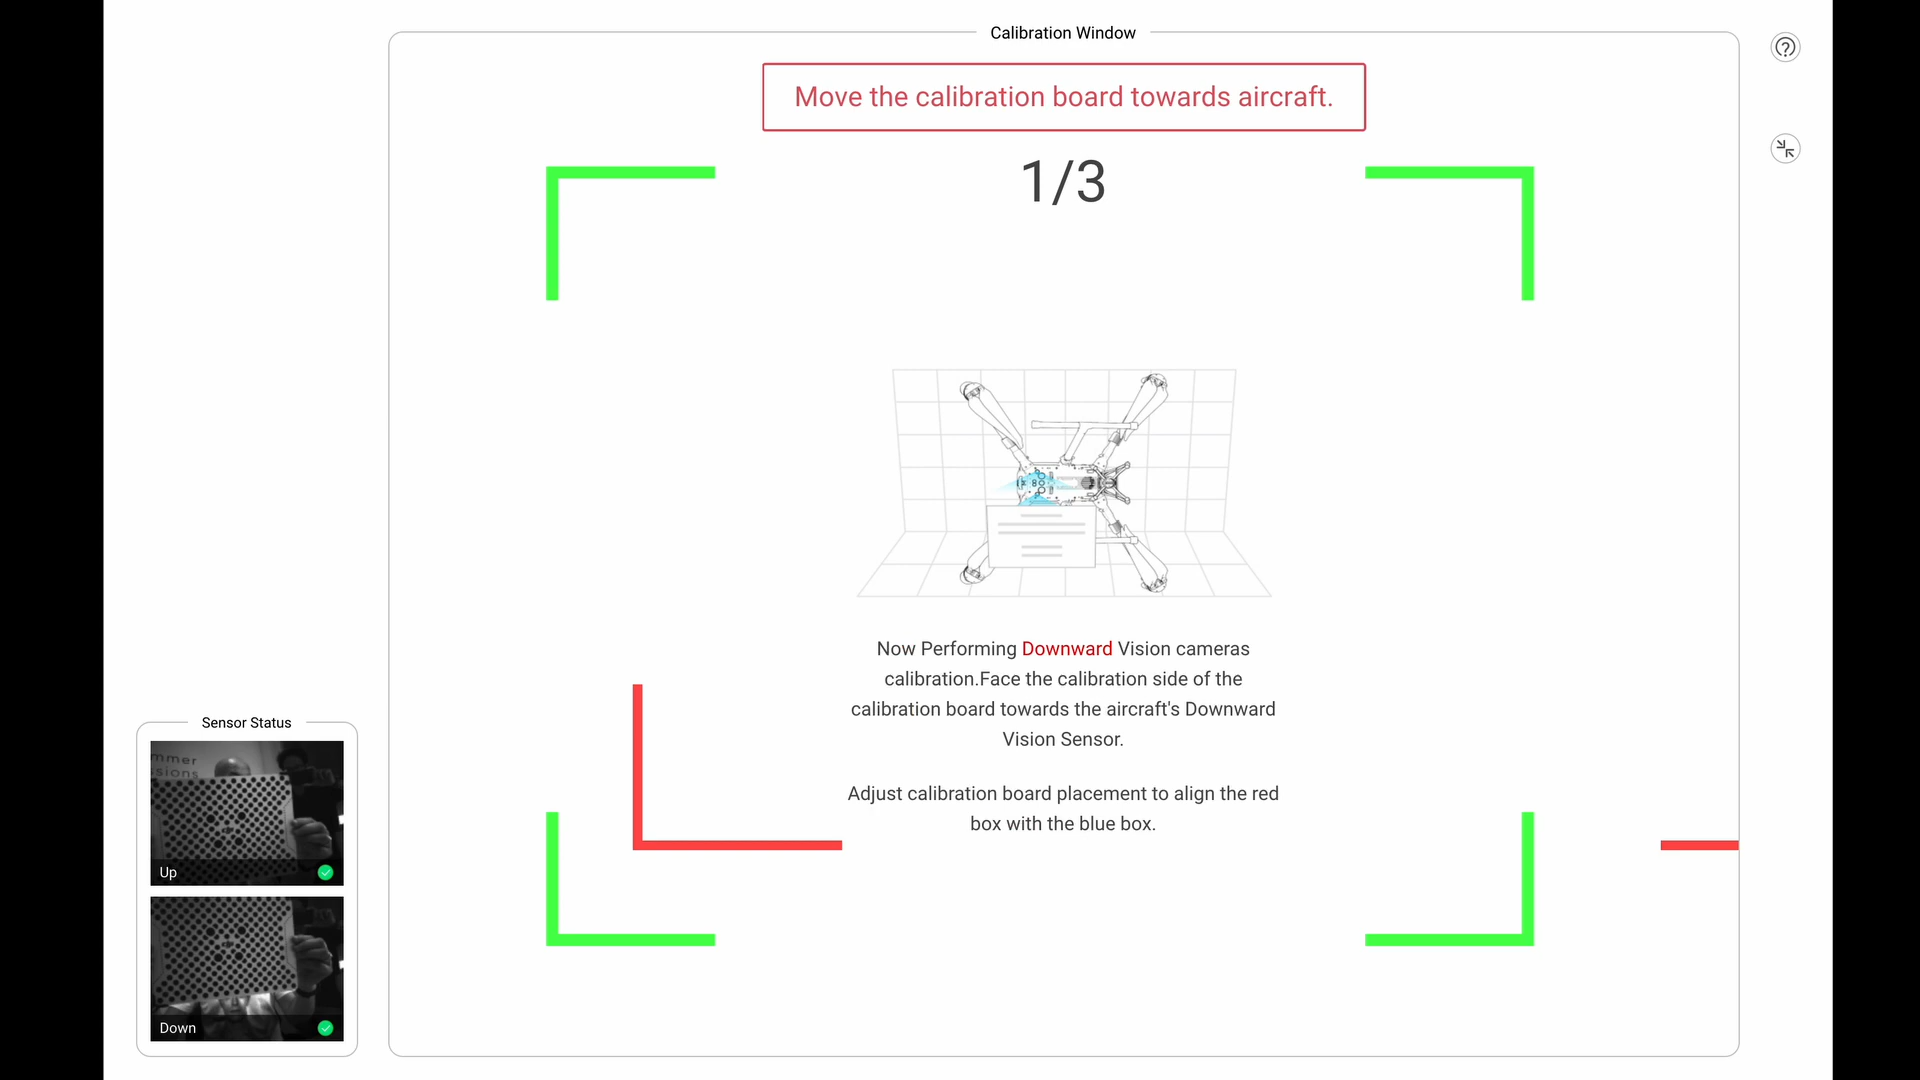 Calibration Window
Move the calibration board towards aircraft.
1/3
Now Performing Downward Vision cameras
calibration.Face the calibration side of the
calibration board towards the aircraft's Downward
Vision Sensor.
Adjust calibration board placement to align the red
box with the blue box.
Sensor Status
mmer
sions
Up
Down